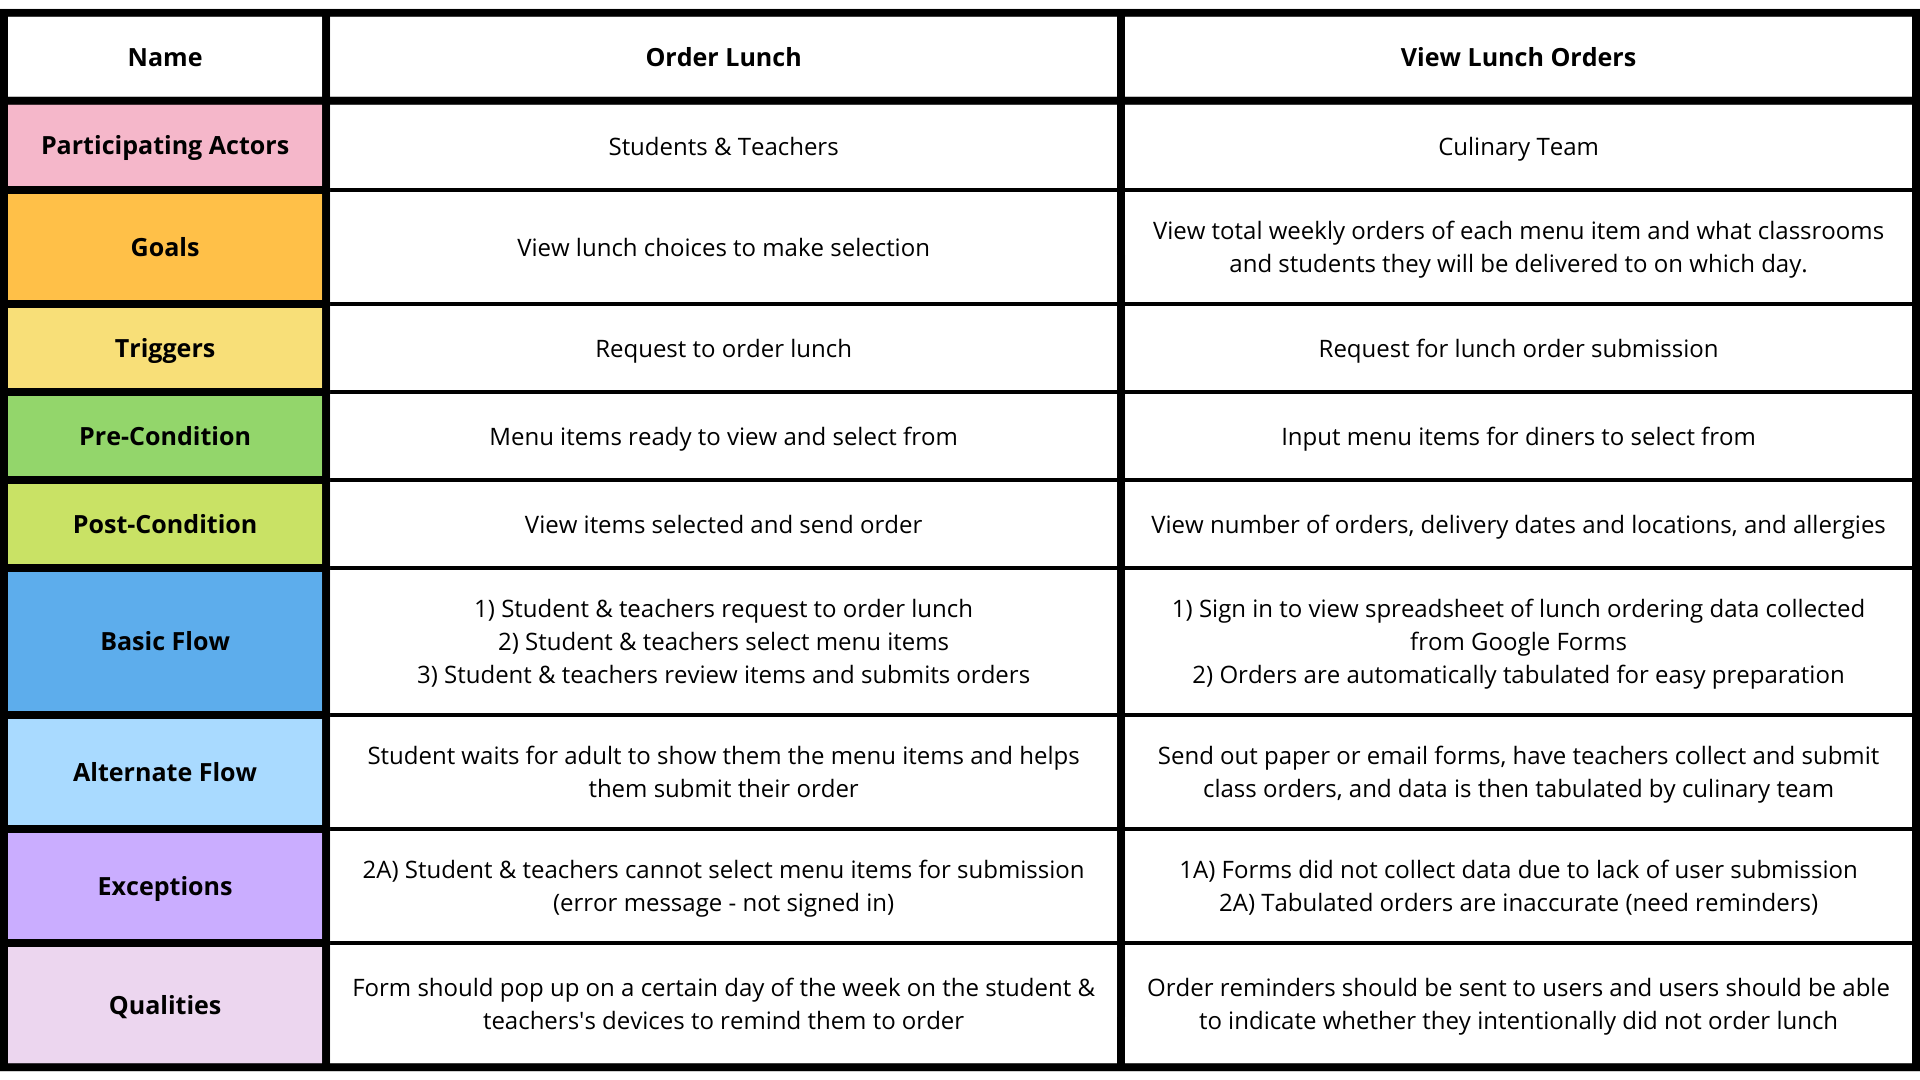 Name
Order Lunch
View Lunch Orders
Participating Actors
Students & Teachers
Culinary Team
Goals
View lunch choices to make selection
View total weekly orders of each menu item and what classrooms
and students they will be delivered to on which day.
Triggers
Request to order lunch
Request for lunch order submission
Pre-Condition
Menu items ready to view and select from
Input menu items for diners to select from
Post-Condition
View items selected and send order
View number of orders, delivery dates and locations, and allergies
Basic Flow
1) Student & teachers request to order lunch
2) Student & teachers select menu items
3) Student & teachers review items and submits orders
1) Sign in to view spreadsheet of lunch ordering data collected
from Google Forms
2) Orders are automatically tabulated for easy preparation
Alternate Flow
Student waits for adult to show them the menu items and helps
them submit their order
Send out paper or email forms, have teachers collect and submit
class orders, and data is then tabulated by culinary team
Exceptions
2A) Student & teachers cannot select menu items for submission
(error message - not signed in)
1A) Forms did not collect data due to lack of user submission
2A) Tabulated orders are inaccurate (need reminders)
Qualities
Form should pop up on a certain day of the week on the student &
teachers's devices to remind them to order
Order reminders should be sent to users and users should be able
to indicate whether they intentionally did not order lunch